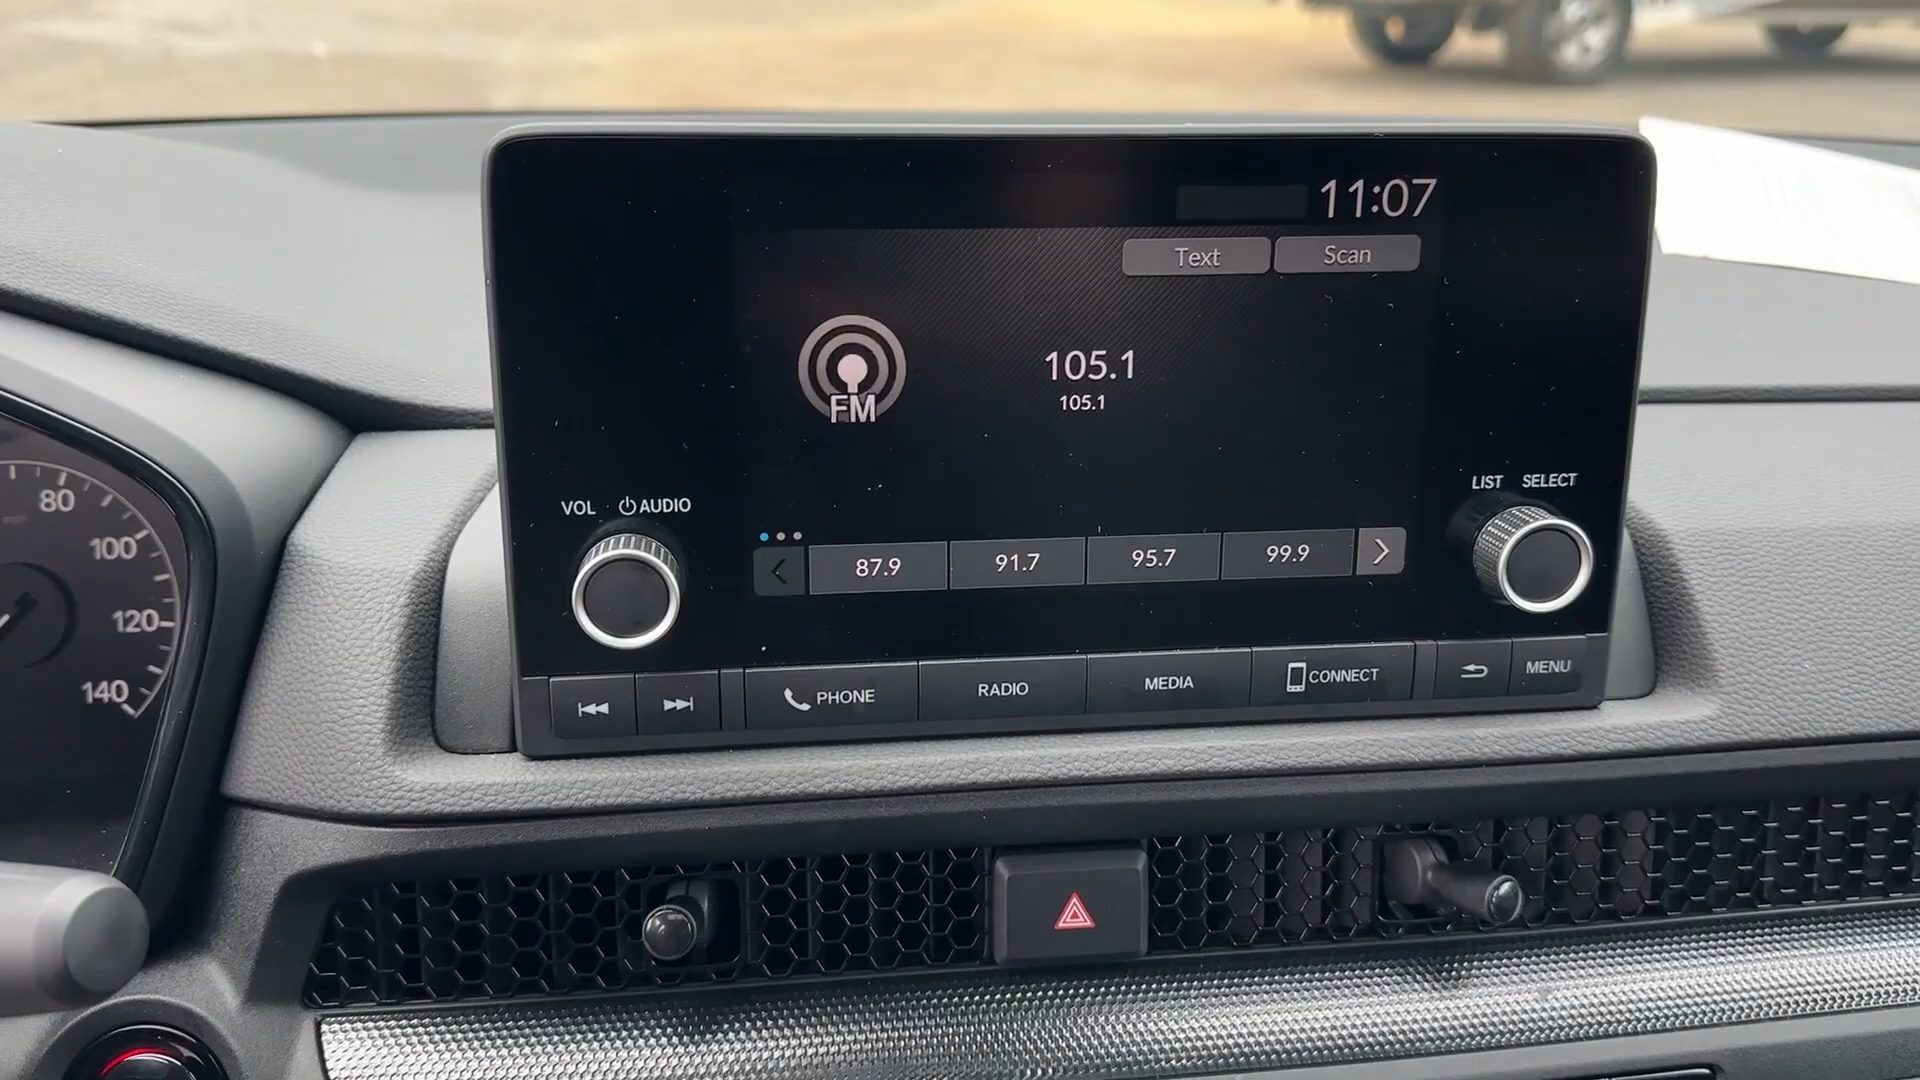 11:07
Text Scan
105.1
105.1
FM
VOL AUDIO
LIST SELECT
87.9 91.7 95.7 99.9
PHONE RADIO MEDIA CONNECT MENU
80
100
120
140